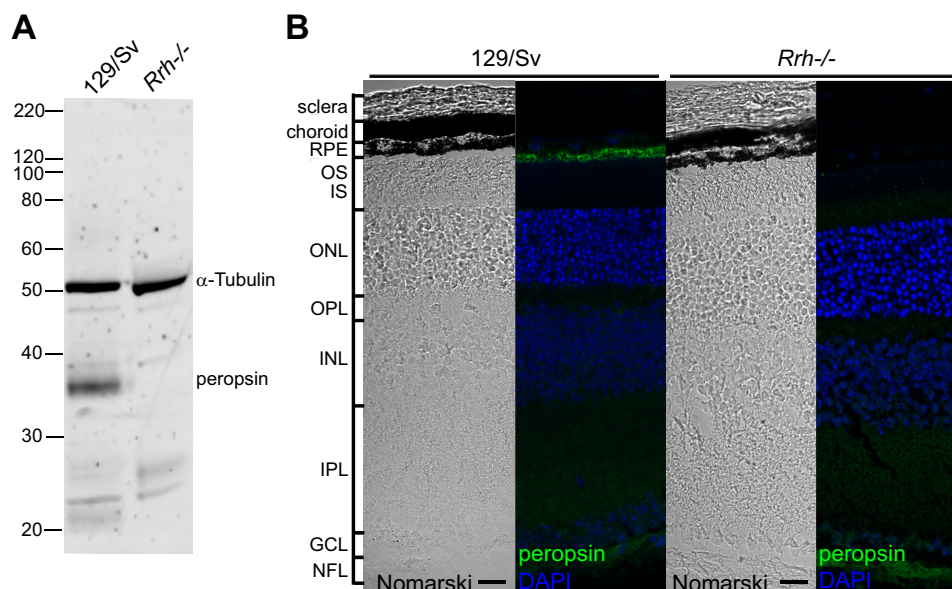 A
129/Sv
Rrh-/-
220
120
100
80
60
50
40
30
20
α-Tubulin
peropsin
B
129/Sv
Rrh-/-
sclera
choroid
RPE
OS
IS
ONL
OPL
INL
IPL
GCL
NFL
Nomarski
peropsin
DAPI
Nomarski
peropsin
DAPI